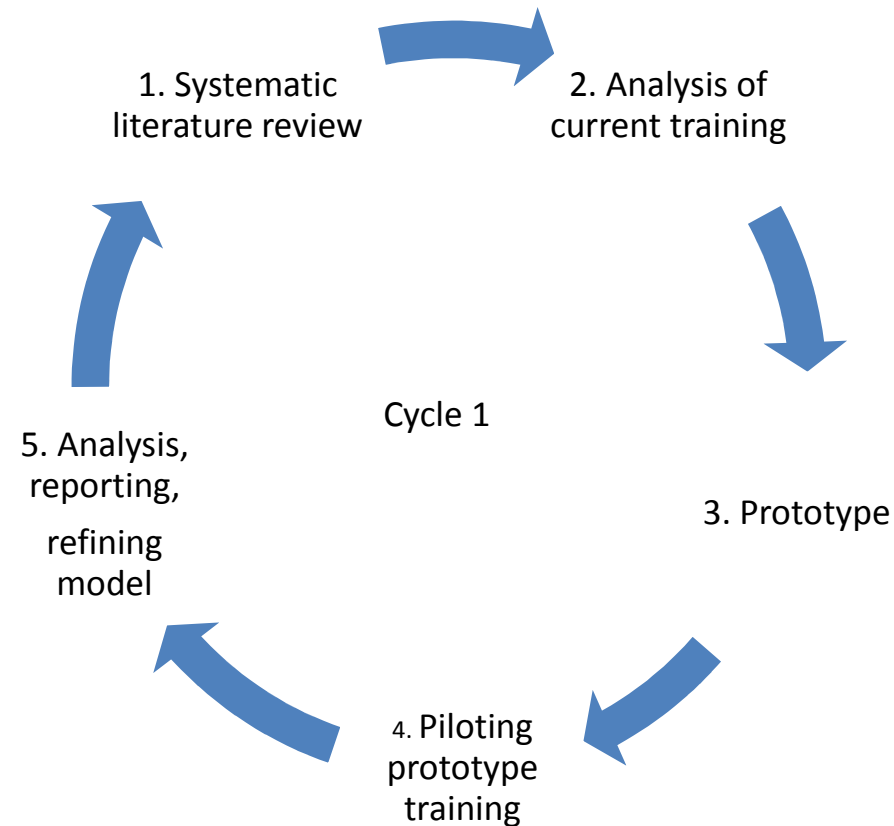 1. Systematic
literature review
2. Analysis of
current training
Cycle 1
3. Prototype
4. Piloting
prototype
training
5. Analysis,
reporting,
refining
model